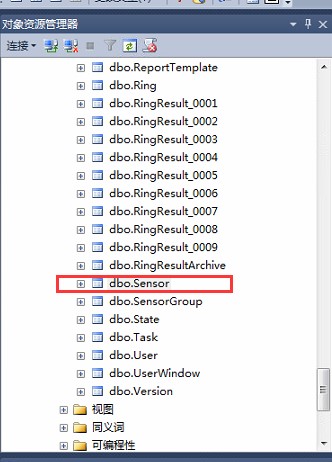 对象资源管理器
连接
dbo.ReportTemplate
dbo.Ring
dbo.RingResult_0001
dbo.RingResult_0002
dbo.RingResult_0003
dbo.RingResult_0004
dbo.RingResult_0005
dbo.RingResult_0006
dbo.RingResult_0007
dbo.RingResult_0008
dbo.RingResult_0009
dbo.RingResultArchive
dbo.Sensor
dbo.SensorGroup
dbo.State
dbo.Task
dbo.User
dbo.UserWindow
dbo.Version
视图
同义词
可编程性